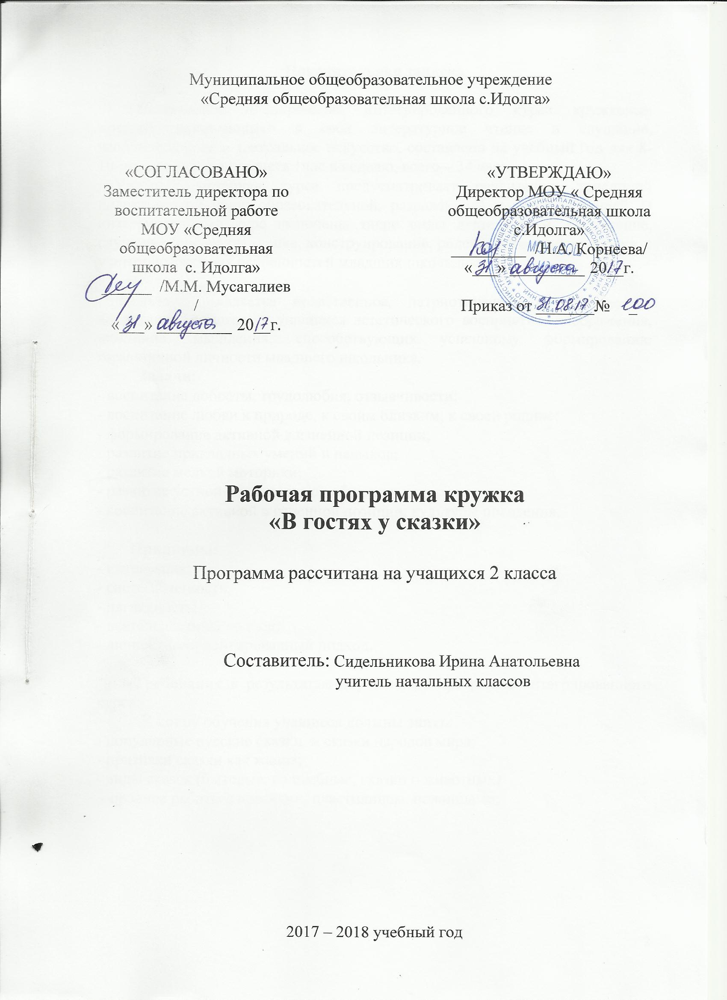 Муниципальное общеобразовательное учреждение
«Средняя общеобразовательная школа с.Идолга»
«СОГЛАСОВАНО»
Заместитель директора по
воспитательной работе
МОУ «Средняя
общеобразовательная
школа с. Идолга»
/М.М. Мусагалиев
/
«31» августа 2017г.
«УТВЕРЖДАЮ»
Директор МОУ « Средняя
общеобразовательная школа
с.Идолга»
/Н.А. Корнеева/
«31» августа 2017г.
Приказ от 31.08.17 № 100
МОУ «СОШ
Рабочая программа кружка
«В гостях у сказки»
Программа рассчитана на учащихся 2 класса
Составитель: Сидельникова Ирина Анатольевна
учитель начальных классов
2017 – 2018 учебный год